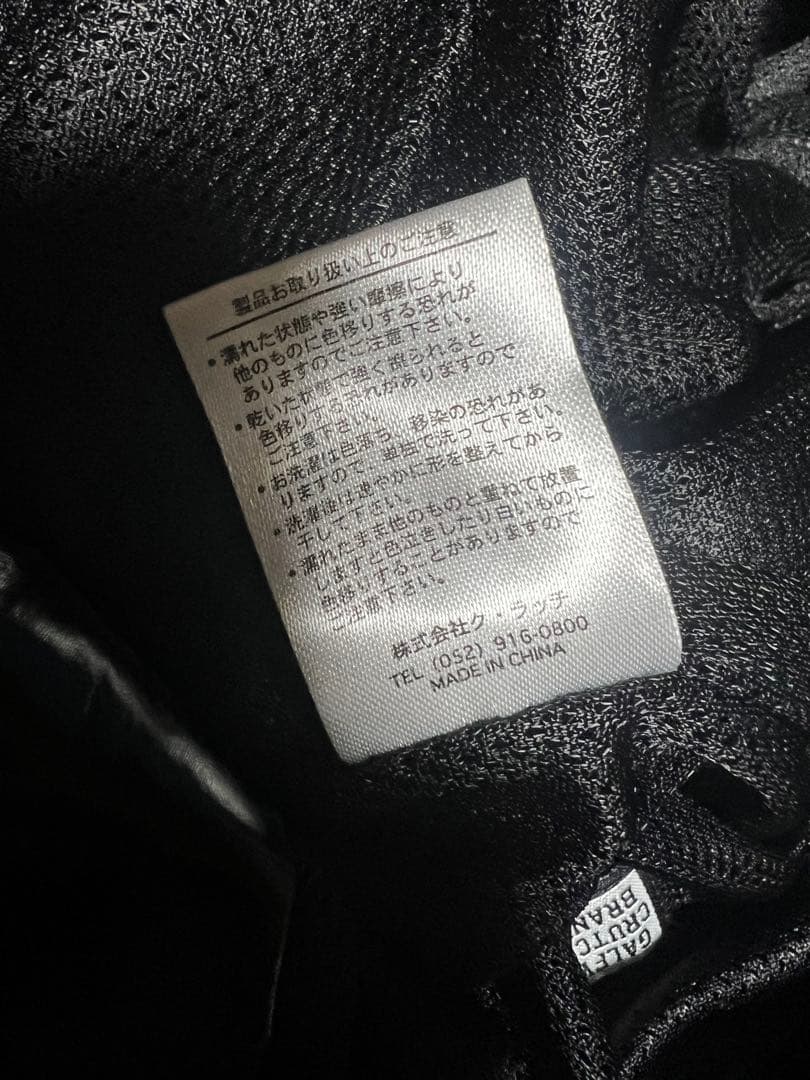 製品お取り扱い上のご注意
・濡れた状態や強い摩擦により
他のものに色移りする恐れが
ありますのでご注意下さい。
・乾いた状態で強く擦られると
色移りする恐れがありますので
ご注意下さい。
・お洗濯は色落ち、移染の恐れがあ
りますので、単独で洗って下さい。
・洗濯後は速やかに形を整えてから
干して下さい。
・濡れたまま他のものと重ねて放置
しますと色泣きしたり白いものに
色移りすることがありますので
ご注意下さい。
株式会社ク・ラッチ
TEL (052) 916-0800
MADE IN CHINA
GALF
CRUTC
BRAN